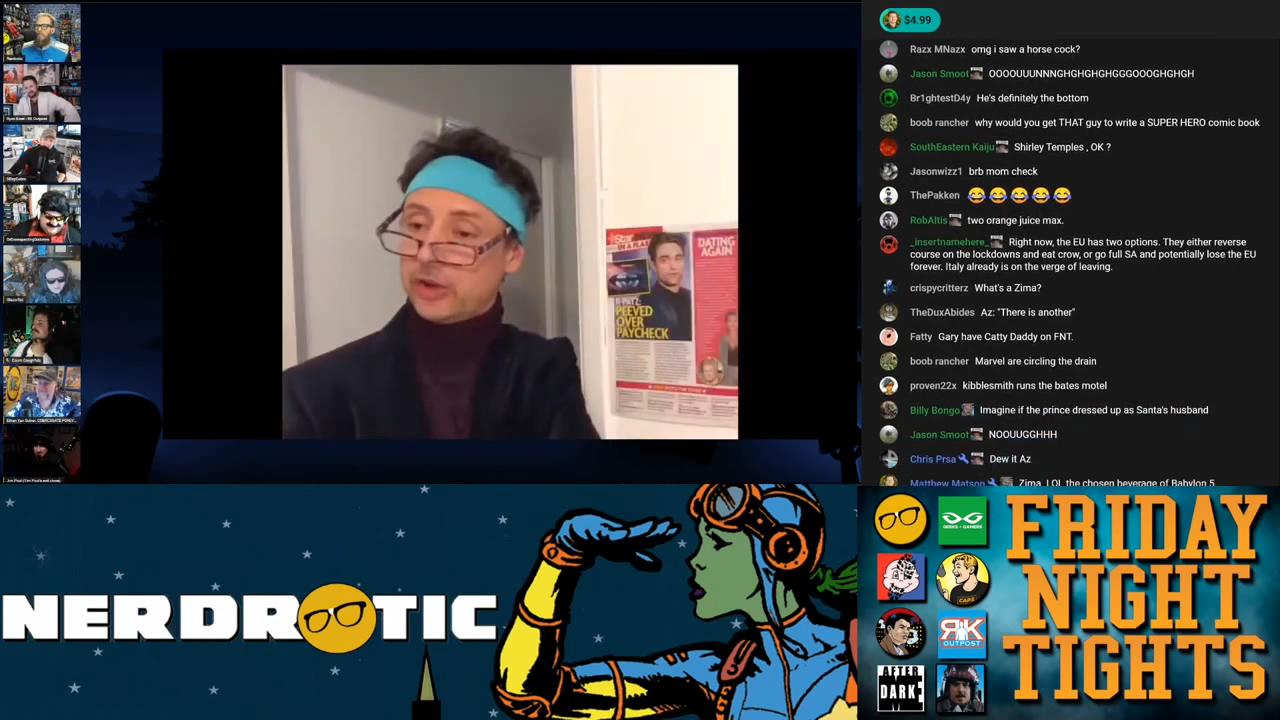 Nerdrotic
$4.99
Razx MNazx omg i saw a horse cock?
Jason Smoot OOOOUUUNNNGHGHGHGHGGGOOOGHGHGH
Br1ghtestD4y He's definitely the bottom
boob rancher why would you get THAT guy to write a SUPER HERO comic book
SouthEastern Kaiju Shirley Temples , OK ?
Jasonwizz1 brb mom check
ThePakken 😂😂😂😂😂
RobAltis two orange juice max.
_insertnamehere_ Right now, the EU has two options. They either reverse
course on the lockdowns and eat crow, or go full SA and potentially lose the EU
forever. Italy already is on the verge of leaving.
crispycritterz What's a Zima?
TheDuxAbides Az: "There is another"
Fatty Gary have Catty Daddy on FNT.
boob rancher Marvel are circling the drain
proven22x kibblesmith runs the bates motel
Billy Bongo Imagine if the prince dressed up as Santa's husband
Jason Smoot NOOUUGGHHH
Chris Prsa Dew it Az
Matthew Matson Zima, LOL the chosen beverage of Babylon 5
Star
IN A FLA
DATING
AGAIN
R-PATZ:
PEEVED
OVER
PAYCHECK
NERDROTIC
GEEKS + GAMERS
CAPE
RK
OUTPOST
AFTER
DARK
FRIDAY
NIGHT
TIGHTS